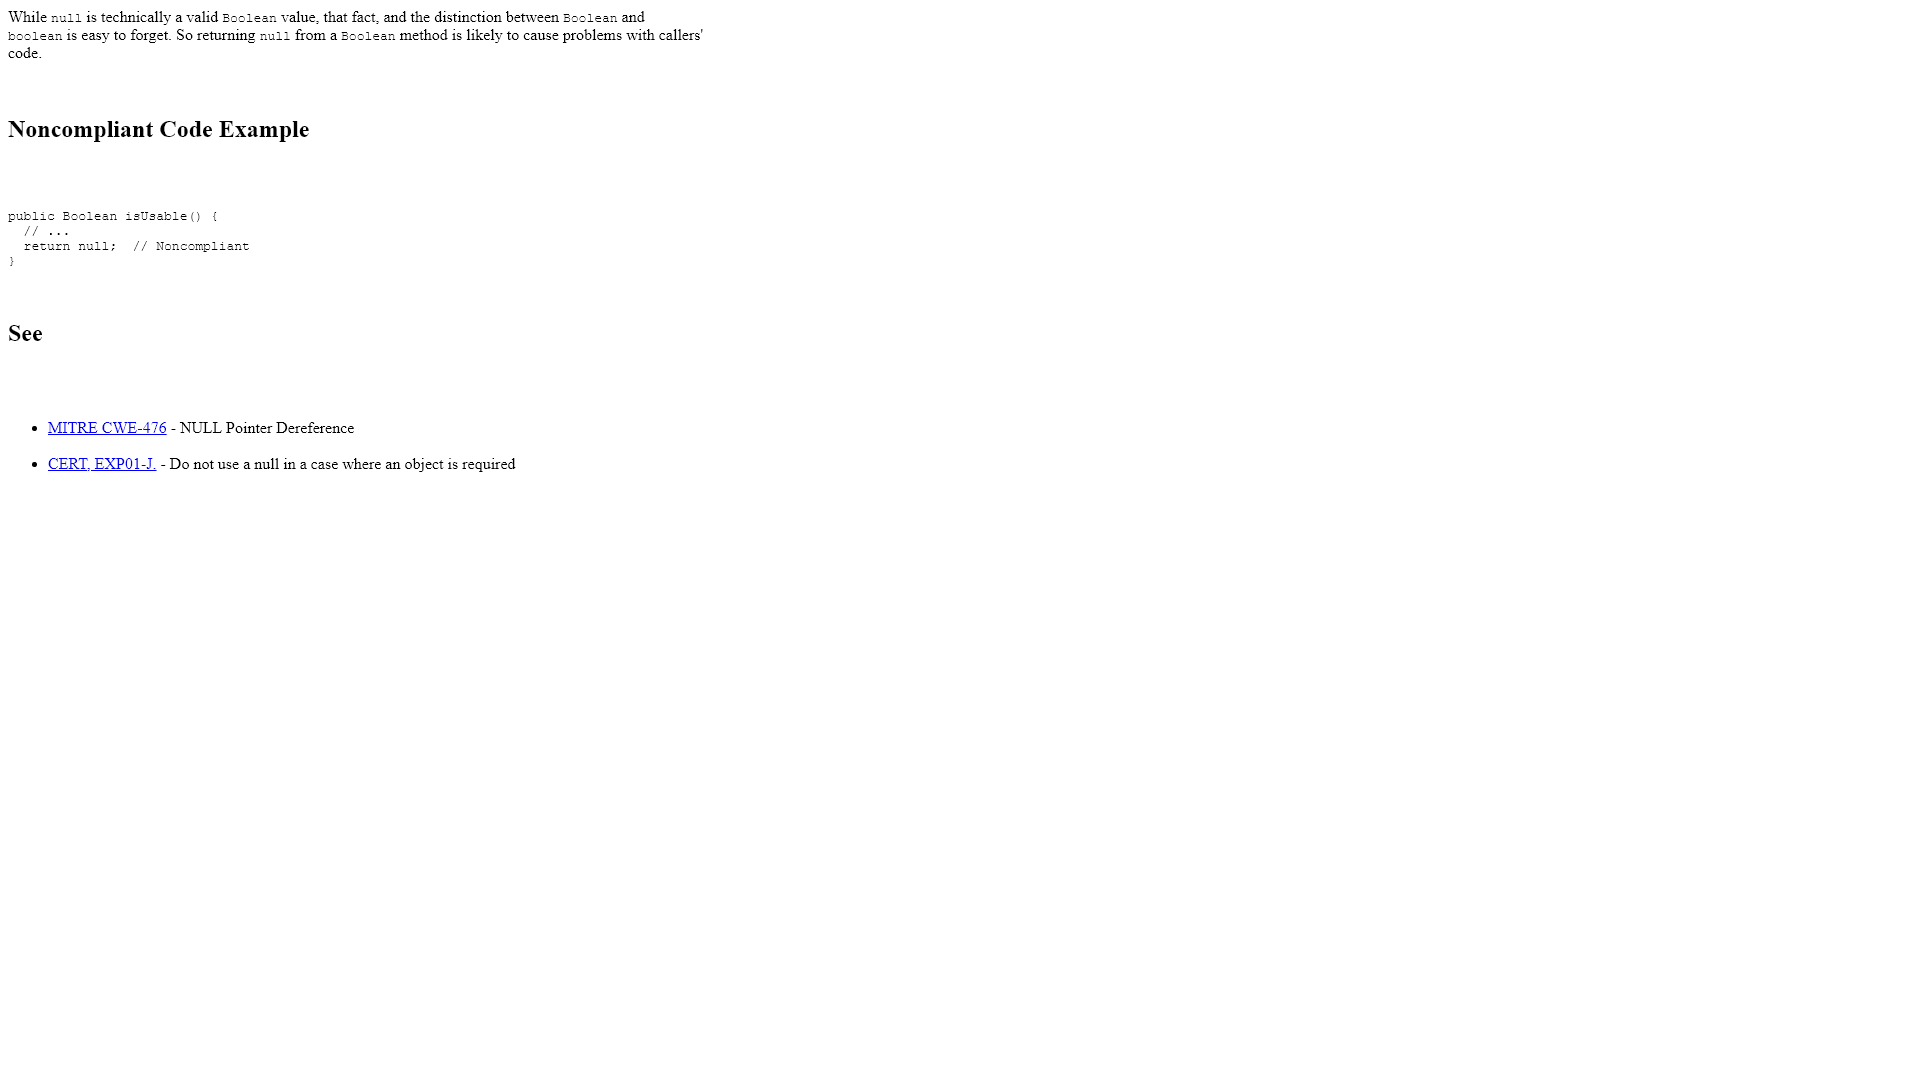 While null is technically a valid Boolean value, that fact, and the distinction between Boolean and
boolean is easy to forget. So returning null from a Boolean method is likely to cause problems with callers'
code.
Noncompliant Code Example
public Boolean isUsable() {
  // ...
  return null;  // Noncompliant
}
See
• MITRE CWE-476 - NULL Pointer Dereference
• CERT, EXP01-J. - Do not use a null in a case where an object is required